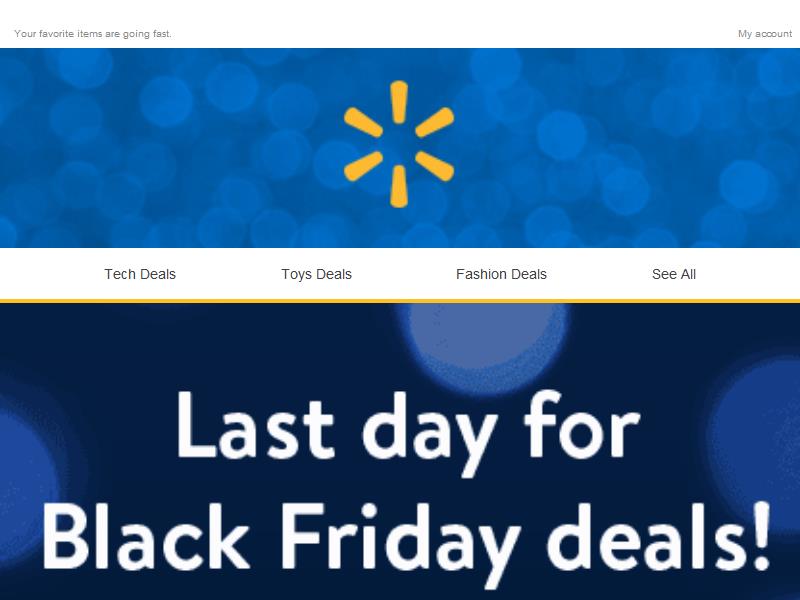 Your favorite items are going fast.
My account
Tech Deals
Toys Deals
Fashion Deals
See All
Last day for
Black Friday deals!